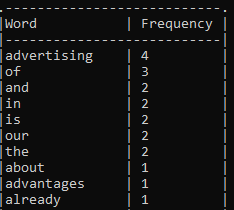 .---------------------------.
|Word | Frequency |
|---------------------------|
|advertising | 4 |
|of | 3 |
|and | 2 |
|in | 2 |
|is | 2 |
|our | 2 |
|the | 2 |
|about | 1 |
|advantages | 1 |
|already | 1 |